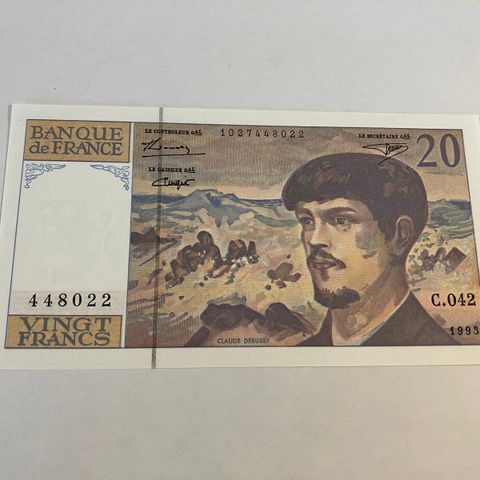 BANQUE
de FRANCE
LE CONTROLEUR GAL
1027448022
LE SECRÉTAIRE GAL
20
LE CAISSIER GAL
448022
C.042
VINGT
FRANCS
CLAUDE DEBUSSY
1993